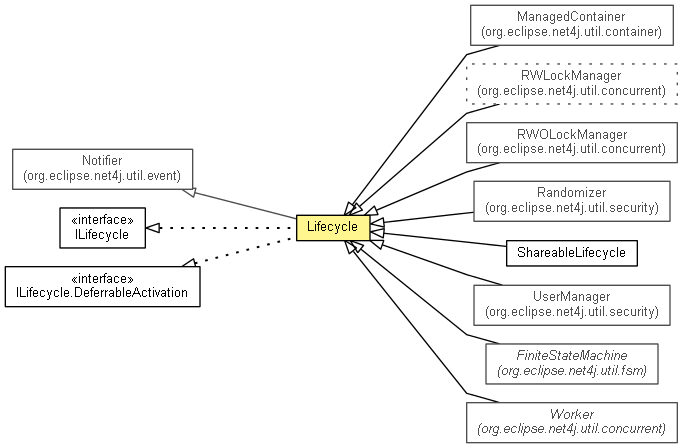 ManagedContainer
(org.eclipse.net4j.util.container)
RWLockManager
(org.eclipse.net4j.util.concurrent)
RWOLockManager
(org.eclipse.net4j.util.concurrent)
Notifier
(org.eclipse.net4j.util.event)
Randomizer
(org.eclipse.net4j.util.security)
«interface»
ILifecycle
Lifecycle
ShareableLifecycle
«interface»
ILifecycle.DeferrableActivation
UserManager
(org.eclipse.net4j.util.security)
FiniteStateMachine
(org.eclipse.net4j.util.fsm)
Worker
(org.eclipse.net4j.util.concurrent)